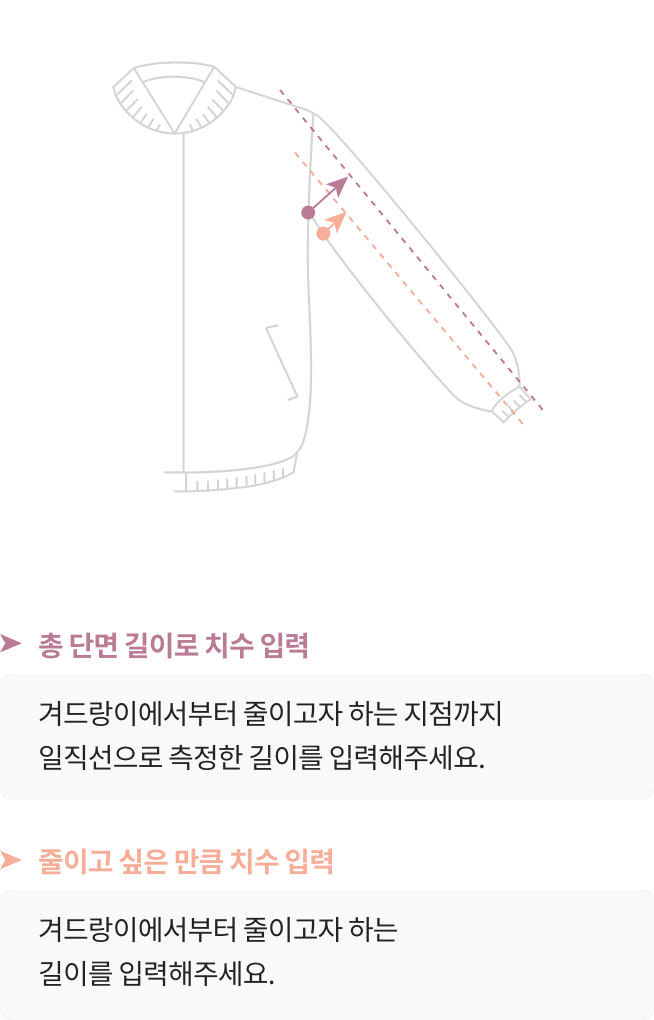 총 단면 길이로 치수 입력
겨드랑이에서부터 줄이고자 하는 지점까지
일직선으로 측정한 길이를 입력해주세요.
줄이고 싶은 만큼 치수 입력
겨드랑이에서부터 줄이고자 하는
길이를 입력해주세요.